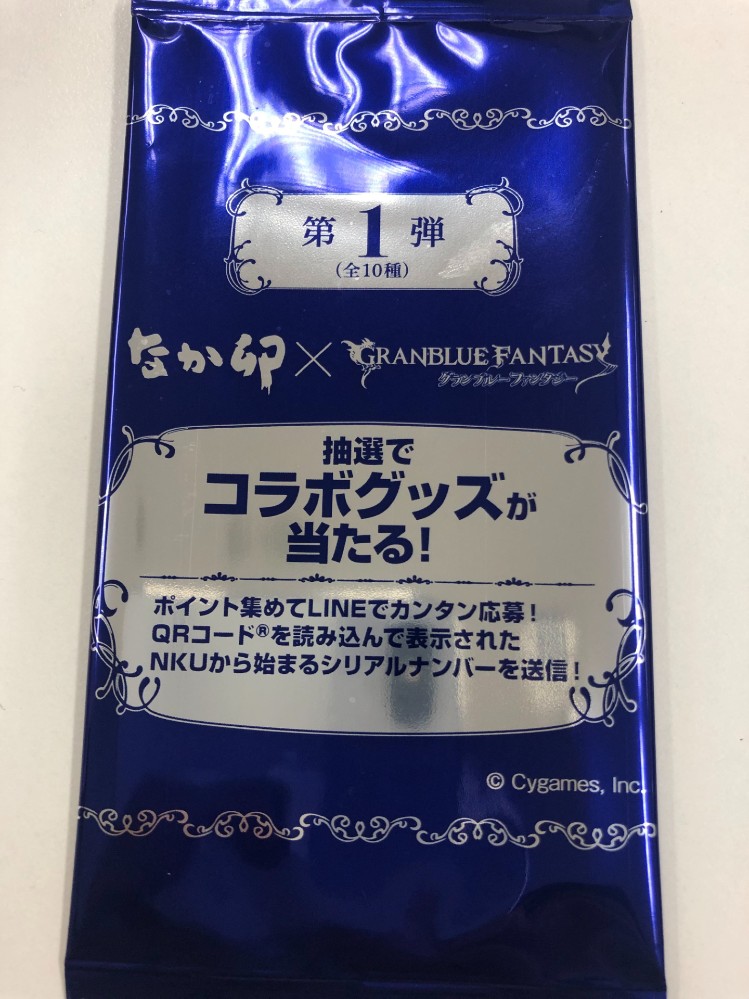 第1弾
(全10種)
なか卯×GRANBLUE FANTASY
グランブルーファンタジー
抽選で
コラボグッズが
当たる!
ポイント集めてLINEでカンタン応募!
QRコード®を読み込んで表示された
NKUから始まるシリアルナンバーを送信!
© Cygames, Inc.